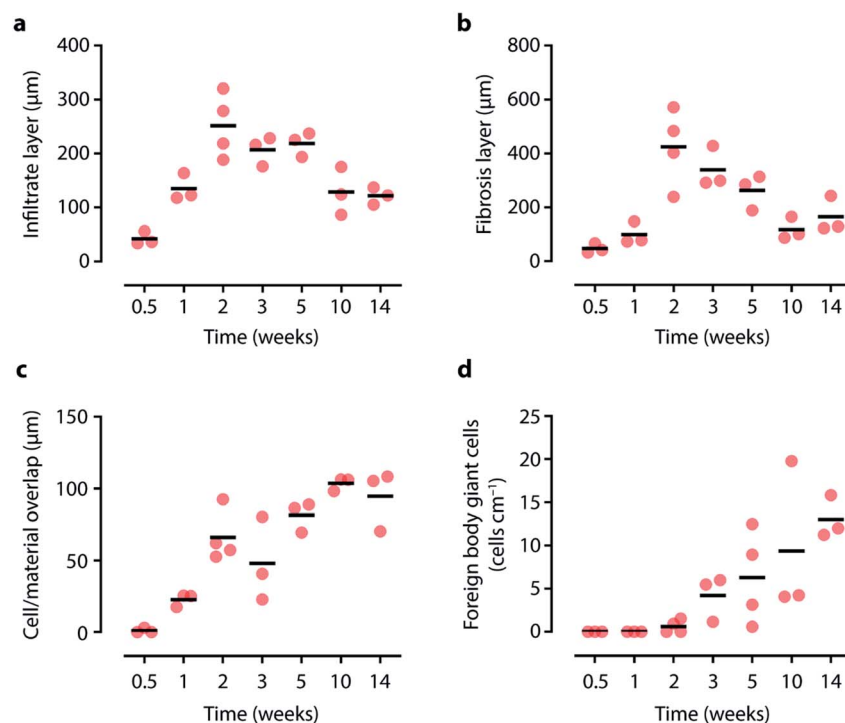 a
400
300
200
100
0
Infiltrate layer (μm)
0.5 1 2 3 5 10 14
Time (weeks)
b
800
600
400
200
0
Fibrosis layer (μm)
0.5 1 2 3 5 10 14
Time (weeks)
c
150
100
50
0
Cell/material overlap (μm)
0.5 1 2 3 5 10 14
Time (weeks)
d
25
20
15
10
5
0
Foreign body giant cells
(cells cm⁻¹)
0.5 1 2 3 5 10 14
Time (weeks)